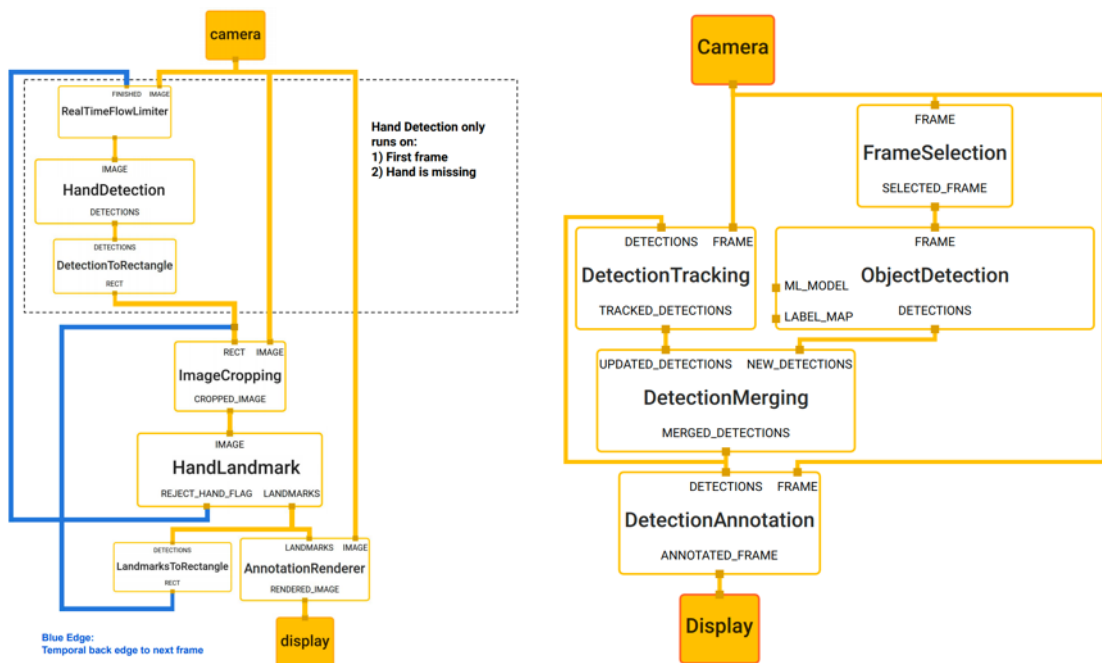 camera
FINISHED IMAGE
RealTimeFlowLimiter
Hand Detection only
runs on:
1) First frame
2) Hand is missing
IMAGE
HandDetection
DETECTIONS
DETECTIONS
DetectionToRectangle
RECT
RECT IMAGE
ImageCropping
CROPPED_IMAGE
IMAGE
HandLandmark
REJECT_HAND_FLAG LANDMARKS
DETECTIONS
LandmarksToRectangle
RECT
LANDMARKS IMAGE
AnnotationRenderer
RENDERED_IMAGE
display
Blue Edge:
Temporal back edge to next frame
Camera
FRAME
FrameSelection
SELECTED_FRAME
DETECTIONS FRAME
DetectionTracking
TRACKED_DETECTIONS
FRAME
ObjectDetection
ML_MODEL
LABEL_MAP
DETECTIONS
UPDATED_DETECTIONS NEW_DETECTIONS
DetectionMerging
MERGED_DETECTIONS
DETECTIONS FRAME
DetectionAnnotation
ANNOTATED_FRAME
Display